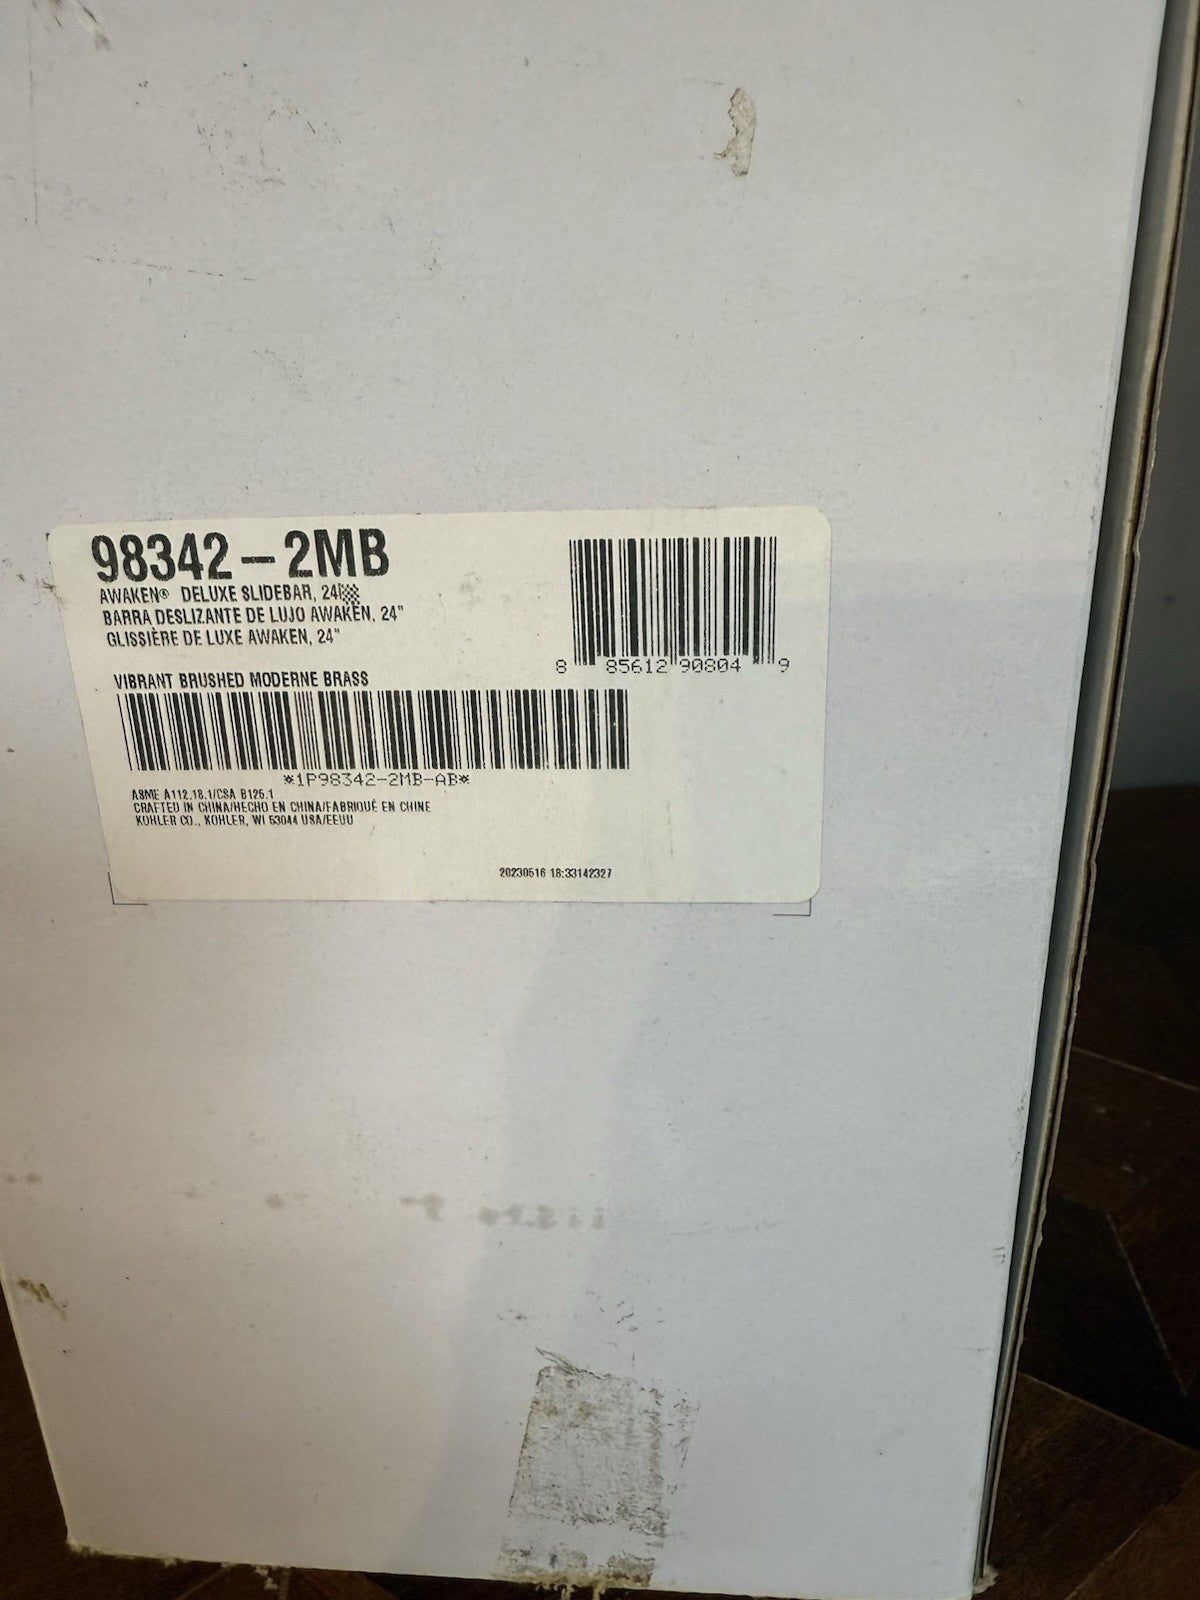 98342-2MB
AWAKEN® DELUXE SLIDEBAR, 24
BARRA DESLIZANTE DE LUJO AWAKEN, 24"
GLISSIÈRE DE LUXE AWAKEN, 24"
8 85612 90804 9
VIBRANT BRUSHED MODERNE BRASS
*1P98342-2MB-AB*
ASME A112.18.1/CSA B125.1
CRAFTED IN CHINA/HECHO EN CHINA/FABRIQUÉ EN CHINE
KOHLER CO., KOHLER, WI 53044 USA/EEUU
20230516 18:33142327